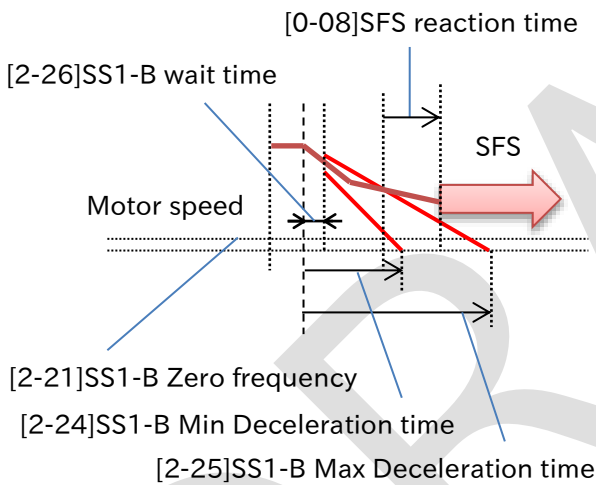 [0-08]SFS reaction time
[2-26]SS1-B wait time
SFS
Motor speed
[2-21]SS1-B Zero frequency
[2-24]SS1-B Min Deceleration time
[2-25]SS1-B Max Deceleration time